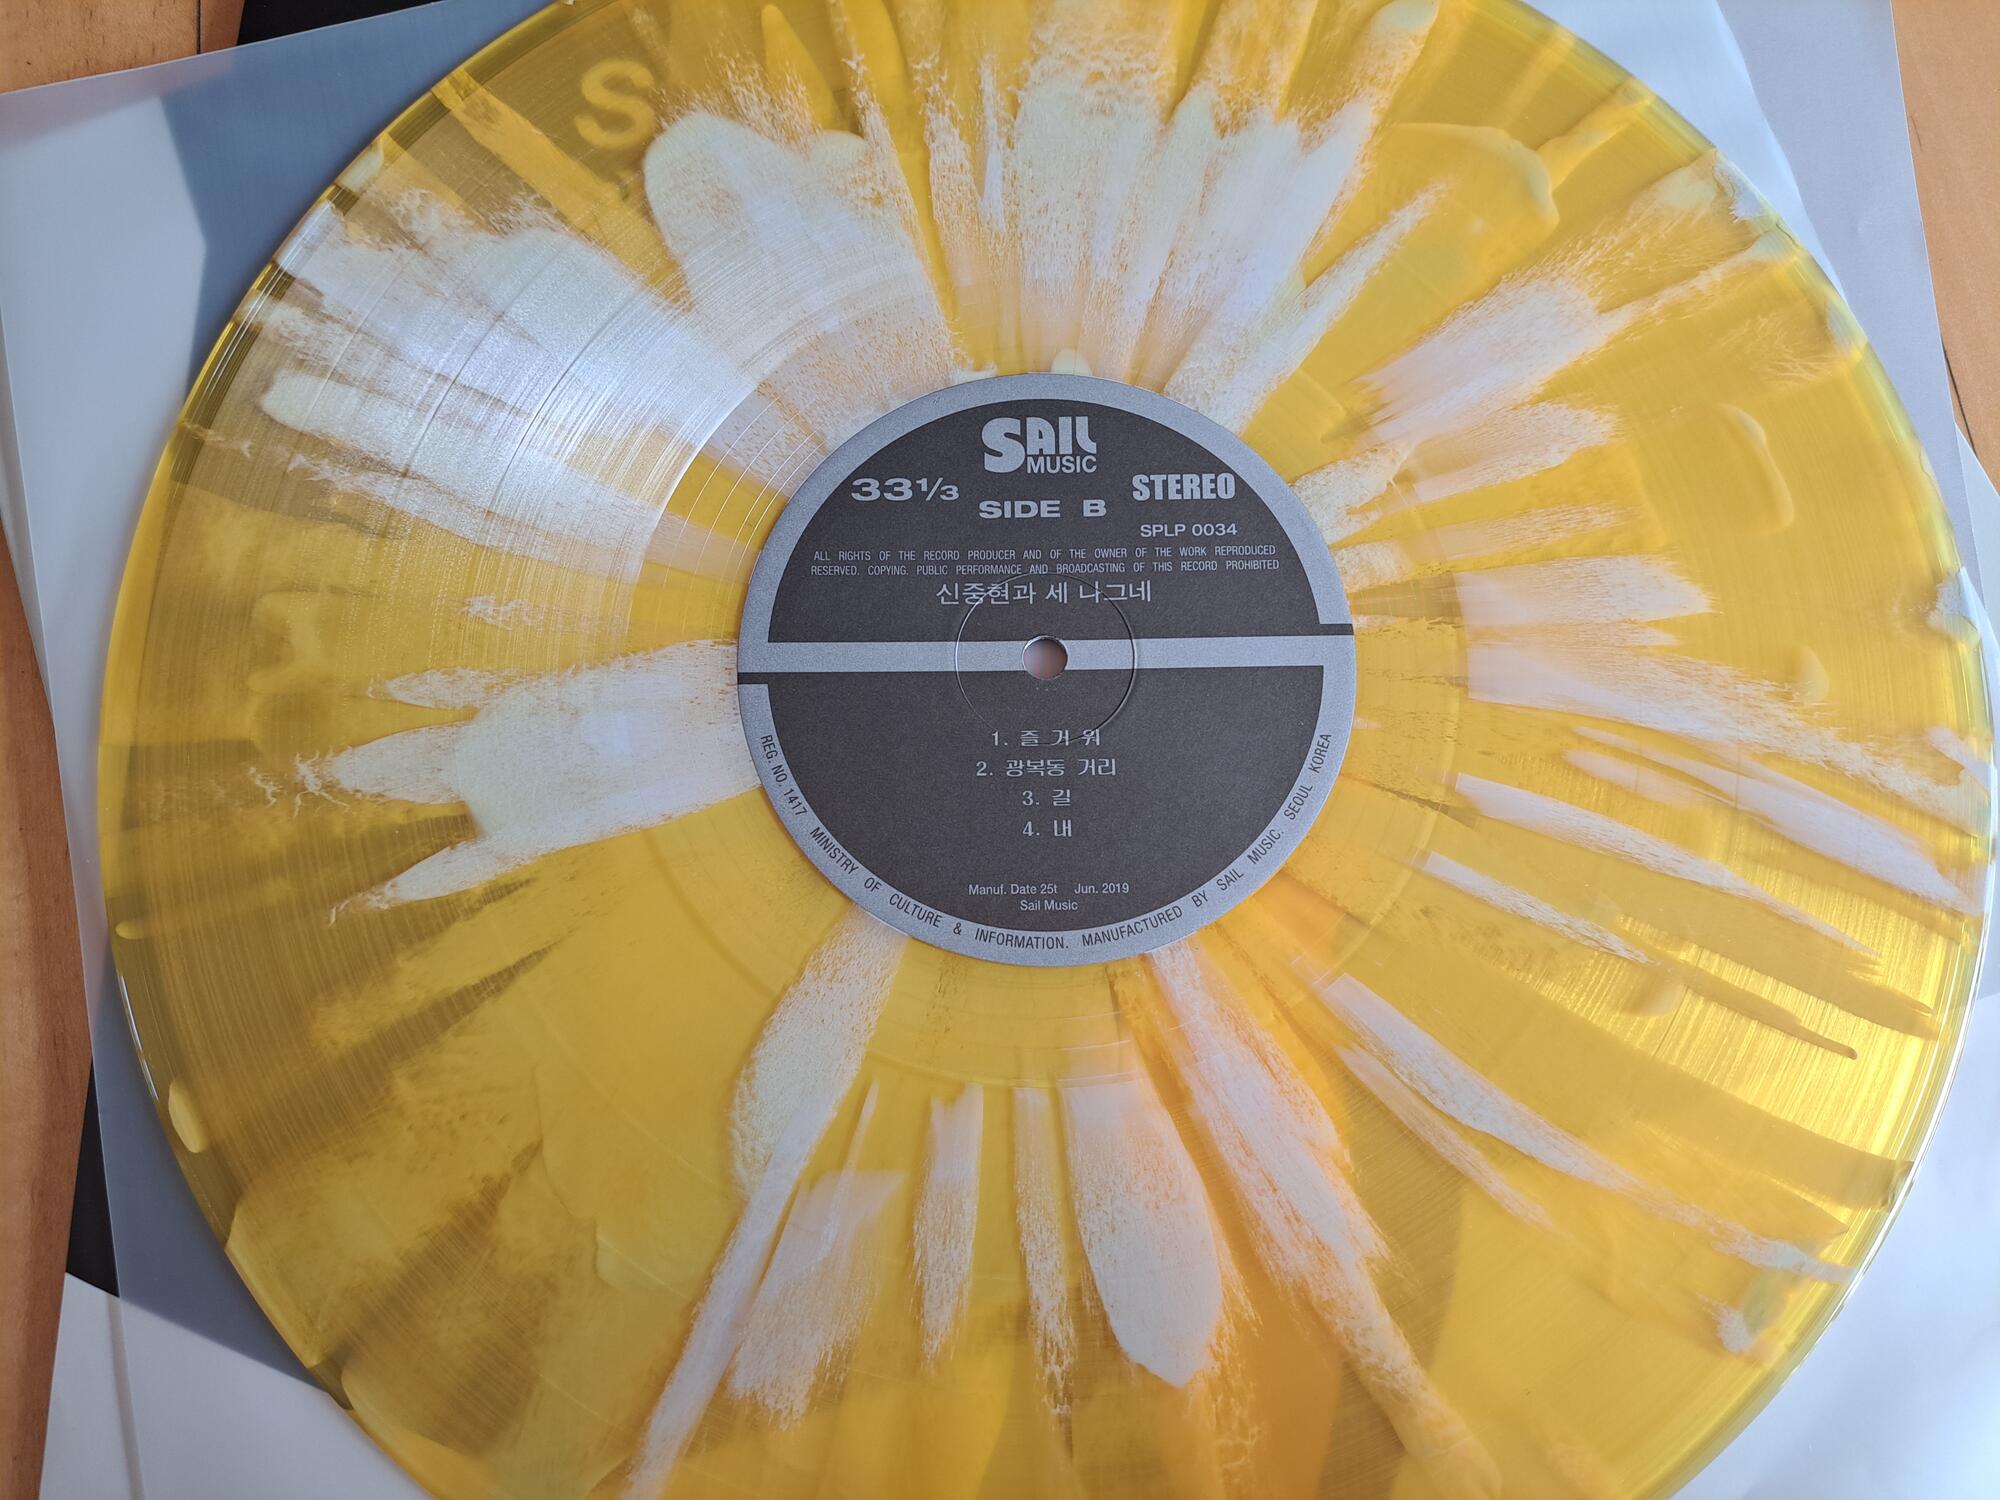 S
SAIL
MUSIC
33⅓
STEREO
SIDE B
SPLP 0034
ALL RIGHTS OF THE RECORD PRODUCER AND OF THE OWNER OF THE WORK REPRODUCED
RESERVED. COPYING. PUBLIC PERFORMANCE AND BROADCASTING OF THIS RECORD PROHIBITED
신중현과 세 나그네
1. 즐거워
2. 광복동 거리
3. 길
4. 내
Manuf. Date 25t Jun. 2019
Sail Music
REG. NO. 1417 MINISTRY OF CULTURE & INFORMATION. MANUFACTURED BY SAIL MUSIC. SEOUL KOREA